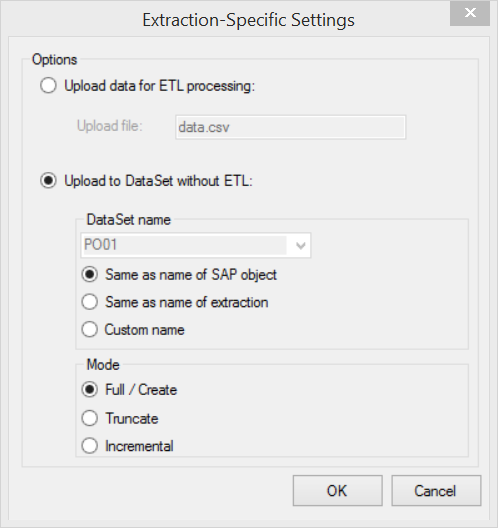 Extraction-Specific Settings
Options
Upload data for ETL processing:
Upload file: data.csv
Upload to DataSet without ETL:
DataSet name
PO01
Same as name of SAP object
Same as name of extraction
Custom name
Mode
Full / Create
Truncate
Incremental
OK Cancel